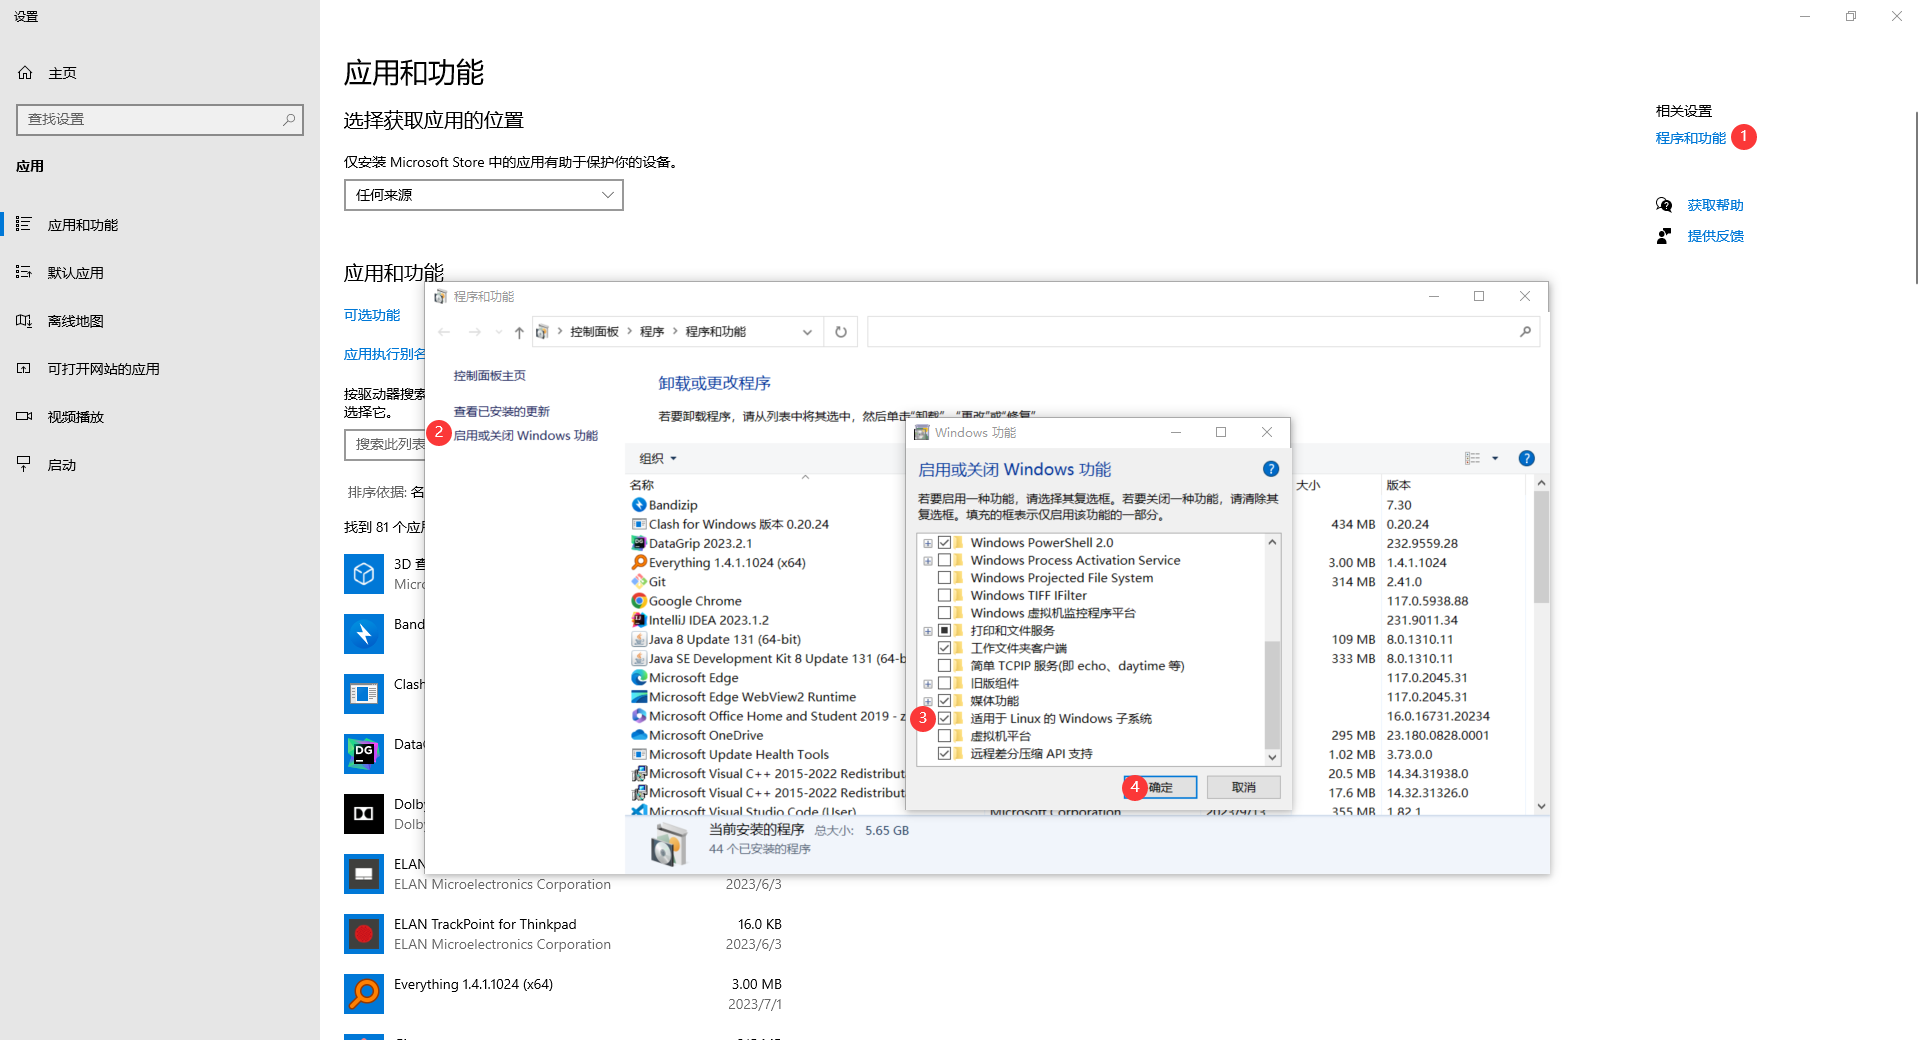 设置
主页
查找设置
应用
应用和功能
默认应用
离线地图
可打开网站的应用
视频播放
启动
应用和功能
选择获取应用的位置
仅安装 Microsoft Store 中的应用有助于保护你的设备。
任何来源
应用和功能
可选功能
应用执行别名
按驱动器搜索
选择它。
搜索此列表
排序依据: 名
找到 81 个应
3D
Micro
Band
Clash
Data
Dolby
Dolby
ELAN
ELAN Microelectronics Corporation 2023/6/3
ELAN TrackPoint for Thinkpad 16.0 KB
ELAN Microelectronics Corporation 2023/6/3
Everything 1.4.1.1024 (x64) 3.00 MB
2023/7/1
相关设置
程序和功能 1
获取帮助
提供反馈
程序和功能
控制面板 程序 程序和功能
控制面板主页
查看已安装的更新
2 启用或关闭 Windows 功能
卸载或更改程序
若要卸载程序，请从列表中将其选中，然后单击“卸载”、“更改”或“修复”
组织
名称 大小 版本
Bandizip 7.30
Clash for Windows 版本 0.20.24 434 MB 0.20.24
DataGrip 2023.2.1 232.9559.28
Everything 1.4.1.1024 (x64) 3.00 MB 1.4.1.1024
Git 314 MB 2.41.0
Google Chrome 117.0.5938.88
IntelliJ IDEA 2023.1.2 231.9011.34
Java 8 Update 131 (64-bit) 109 MB 8.0.1310.11
Java SE Development Kit 8 Update 131 (64-b 333 MB 8.0.1310.11
Microsoft Edge 117.0.2045.31
Microsoft Edge WebView2 Runtime 117.0.2045.31
Microsoft Office Home and Student 2019 - z 16.0.16731.20234
Microsoft OneDrive 295 MB 23.180.0828.0001
Microsoft Update Health Tools 1.02 MB 3.73.0.0
Microsoft Visual C++ 2015-2022 Redistribut 20.5 MB 14.34.31938.0
Microsoft Visual C++ 2015-2022 Redistribut 17.6 MB 14.32.31326.0
Microsoft Visual Studio Code (User) Microsoft Corporation 2023/9/13 355 MB 1.82.1
当前安装的程序 总大小: 5.65 GB
44 个已安装的程序
Windows 功能
启用或关闭 Windows 功能
若要启用一种功能，请选择其复选框。若要关闭一种功能，请清除其
复选框。填充的框表示仅启用该功能的一部分。
Windows PowerShell 2.0
Windows Process Activation Service
Windows Projected File System
Windows TIFF IFilter
Windows 虚拟机监控程序平台
打印和文件服务
工作文件夹客户端
简单 TCPIP 服务(即 echo、daytime 等)
旧版组件
媒体功能
3 适用于 Linux 的 Windows 子系统
虚拟机平台
远程差分压缩 API 支持
4 确定 取消